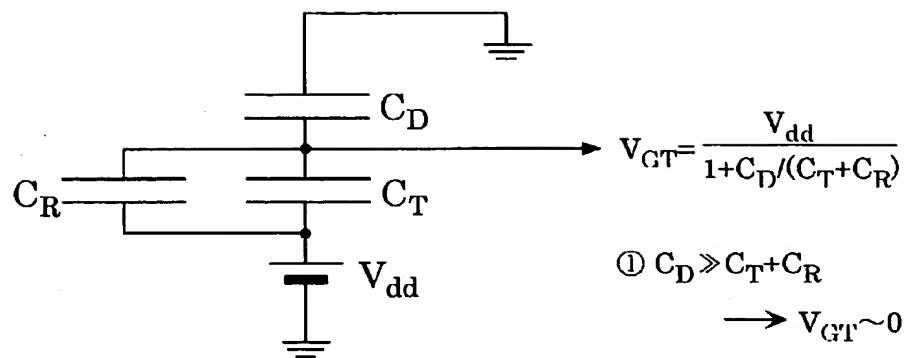 C_D
C_R
C_T
V_dd
V_GT = V_dd / 1+C_D/(C_T+C_R)
① C_D ≫ C_T+C_R
→ V_GT ~ 0